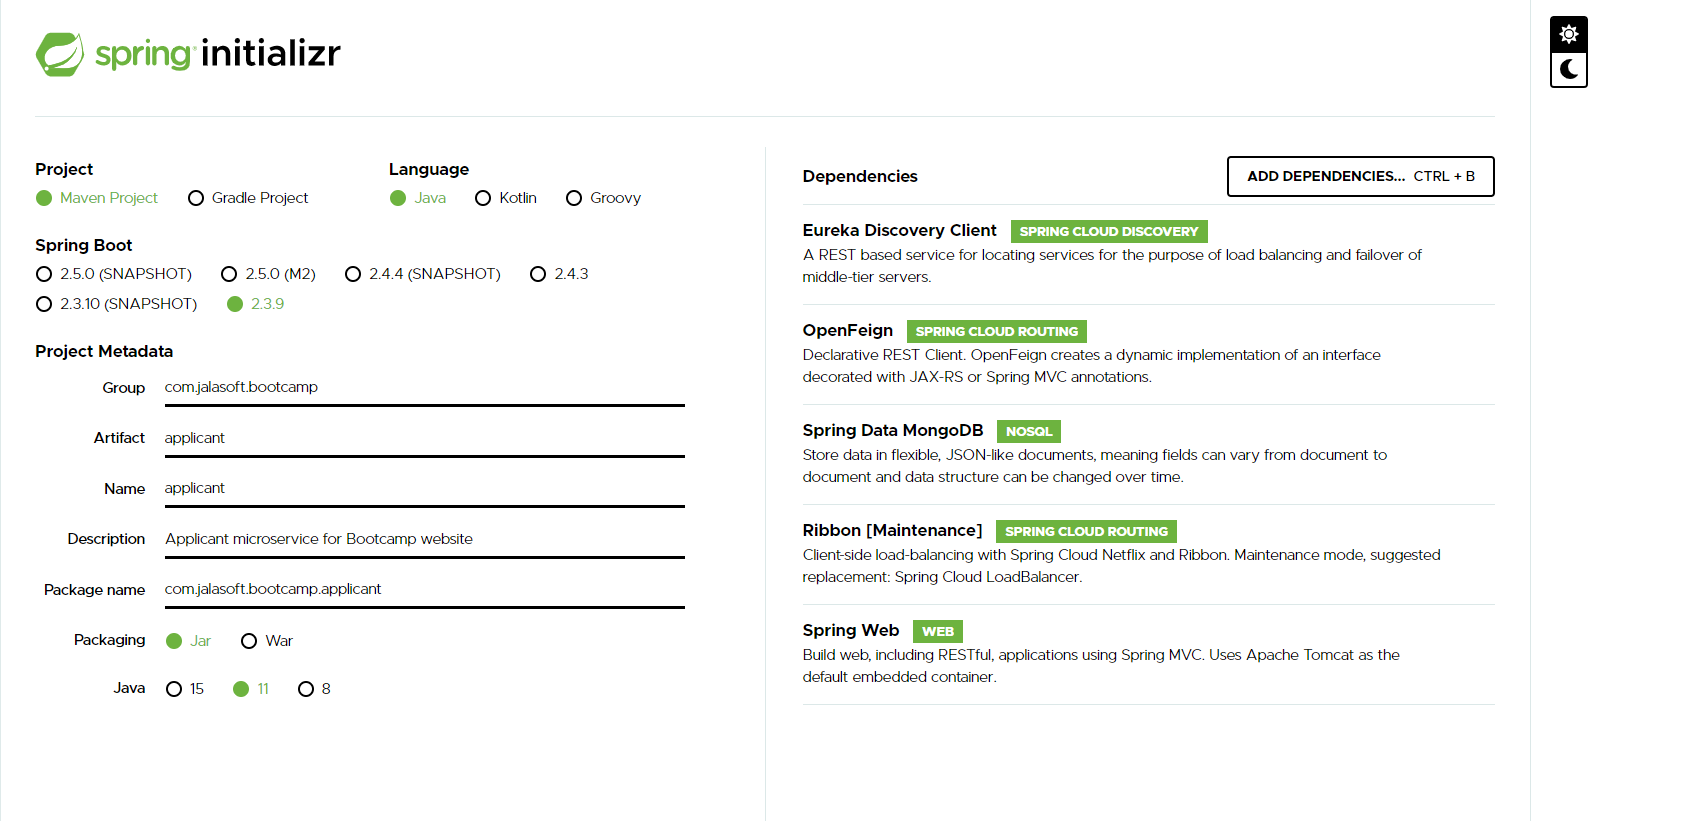 spring initializr
Project
Maven Project
Gradle Project
Language
Java
Kotlin
Groovy
Spring Boot
2.5.0 (SNAPSHOT)
2.5.0 (M2)
2.4.4 (SNAPSHOT)
2.4.3
2.3.10 (SNAPSHOT)
2.3.9
Project Metadata
Group com.jalasoft.bootcamp
Artifact applicant
Name applicant
Description Applicant microservice for Bootcamp website
Package name com.jalasoft.bootcamp.applicant
Packaging Jar War
Java 15 11 8
Dependencies
ADD DEPENDENCIES... CTRL + B
Eureka Discovery Client SPRING CLOUD DISCOVERY
A REST based service for locating services for the purpose of load balancing and failover of
middle-tier servers.
OpenFeign SPRING CLOUD ROUTING
Declarative REST Client. OpenFeign creates a dynamic implementation of an interface
decorated with JAX-RS or Spring MVC annotations.
Spring Data MongoDB NOSQL
Store data in flexible, JSON-like documents, meaning fields can vary from document to
document and data structure can be changed over time.
Ribbon [Maintenance] SPRING CLOUD ROUTING
Client-side load-balancing with Spring Cloud Netflix and Ribbon. Maintenance mode, suggested
replacement: Spring Cloud LoadBalancer.
Spring Web WEB
Build web, including RESTful, applications using Spring MVC. Uses Apache Tomcat as the
default embedded container.